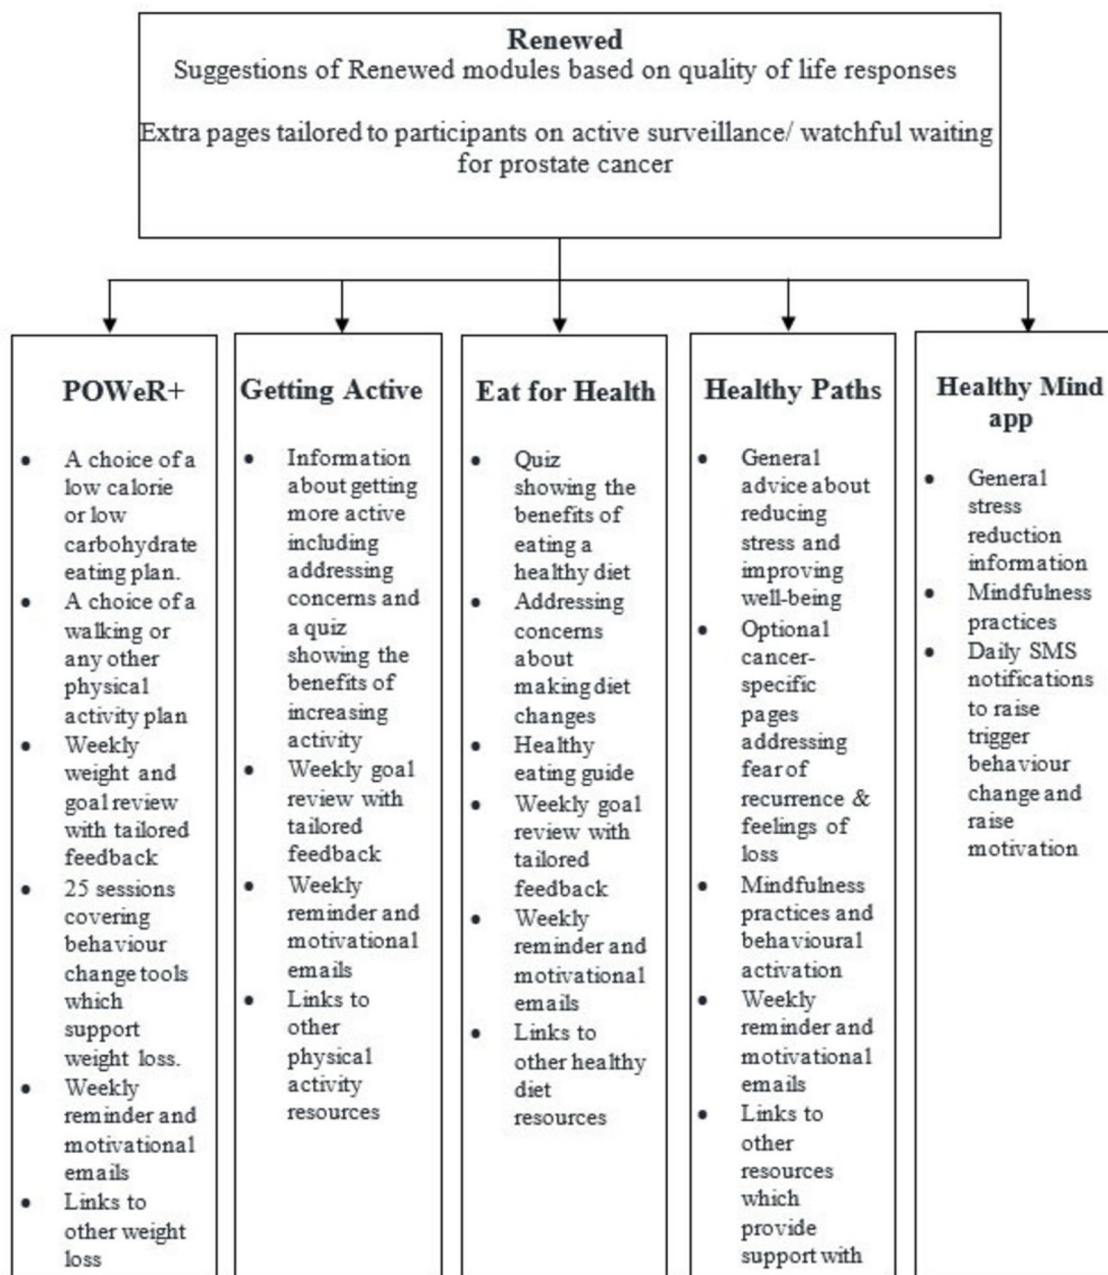 Renewed
Suggestions of Renewed modules based on quality of life responses
Extra pages tailored to participants on active surveillance/ watchful waiting
for prostate cancer
POWeR+
• A choice of a
low calorie
or low
carbohydrate
eating plan.
• A choice of a
walking or
any other
physical
activity plan
• Weekly
weight and
goal review
with tailored
feedback
• 25 sessions
covering
behaviour
change tools
which
support
weight loss.
• Weekly
reminder and
motivational
emails
• Links to
other weight
loss
Getting Active
• Information
about getting
more active
including
addressing
concerns and
a quiz
showing the
benefits of
increasing
activity
• Weekly goal
review with
tailored
feedback
• Weekly
reminder and
motivational
emails
• Links to
other
physical
activity
resources
Eat for Health
• Quiz
showing the
benefits of
eating a
healthy diet
• Addressing
concerns
about
making diet
changes
• Healthy
eating guide
• Weekly goal
review with
tailored
feedback
• Weekly
reminder and
motivational
emails
• Links to
other healthy
diet
resources
Healthy Paths
• General
advice about
reducing
stress and
improving
well-being
• Optional
cancer-
specific
pages
addressing
fear of
recurrence &
feelings of
loss
• Mindfulness
practices and
behavioural
activation
• Weekly
reminder and
motivational
emails
• Links to
other
resources
which
provide
support with
Healthy Mind
app
• General
stress
reduction
information
• Mindfulness
practices
• Daily SMS
notifications
to raise
trigger
behaviour
change and
raise
motivation